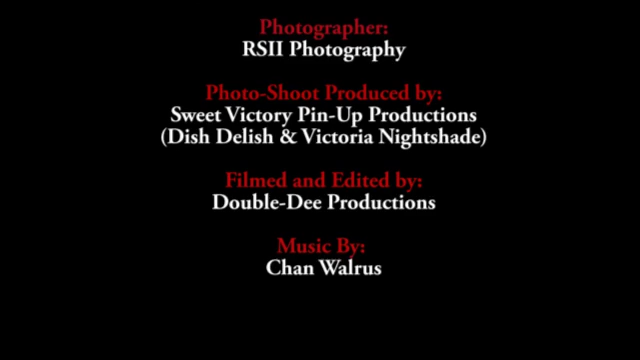 Photographer:
RSII Photography
Photo-Shoot Produced by:
Sweet Victory Pin-Up Productions
(Dish Delish & Victoria Nightshade)
Filmed and Edited by:
Double-Dee Productions
Music By:
Chan Walrus